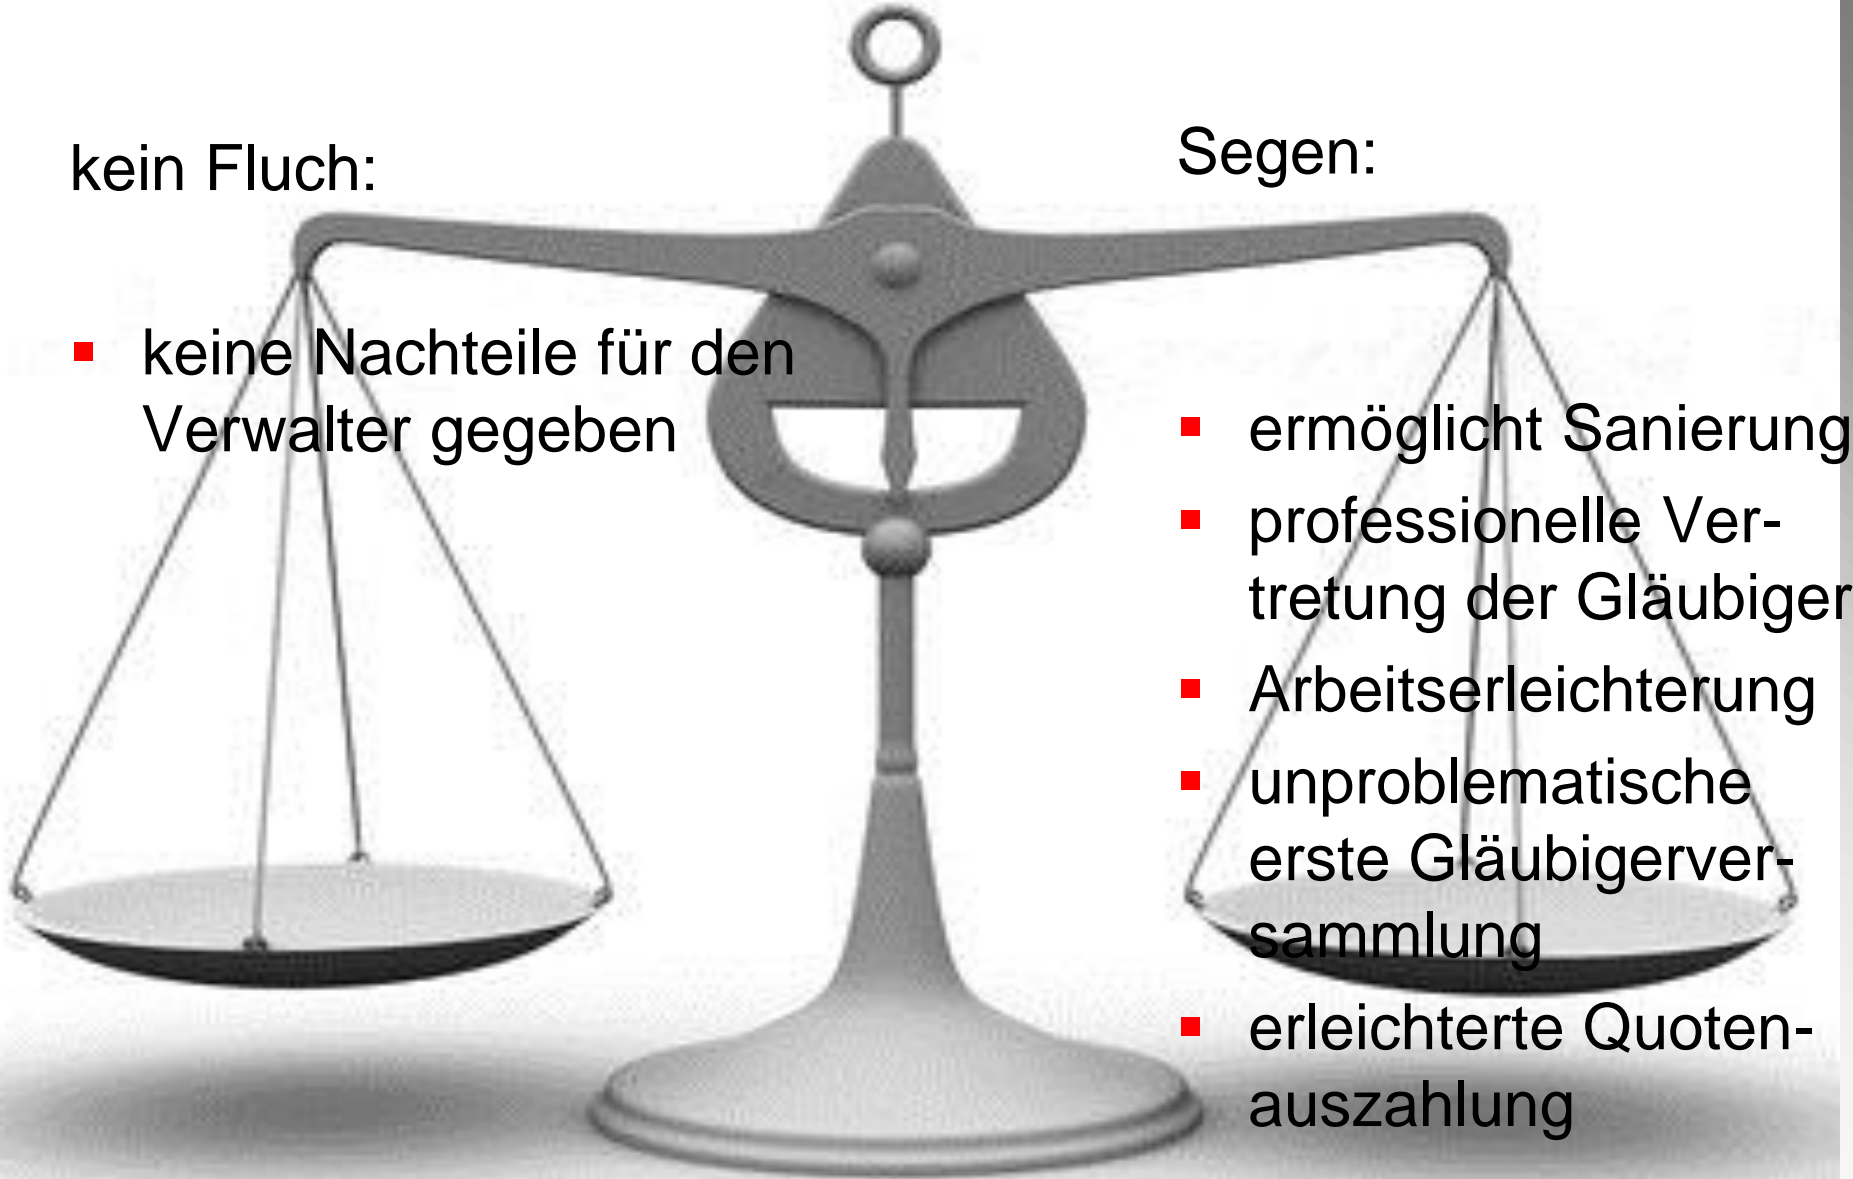 kein Fluch:
▪ keine Nachteile für den
Verwalter gegeben
Segen:
▪ ermöglicht Sanierung
▪ professionelle Ver-
tretung der Gläubiger
▪ Arbeitserleichterung
▪ unproblematische
erste Gläubigerver-
sammlung
▪ erleichterte Quoten-
auszahlung